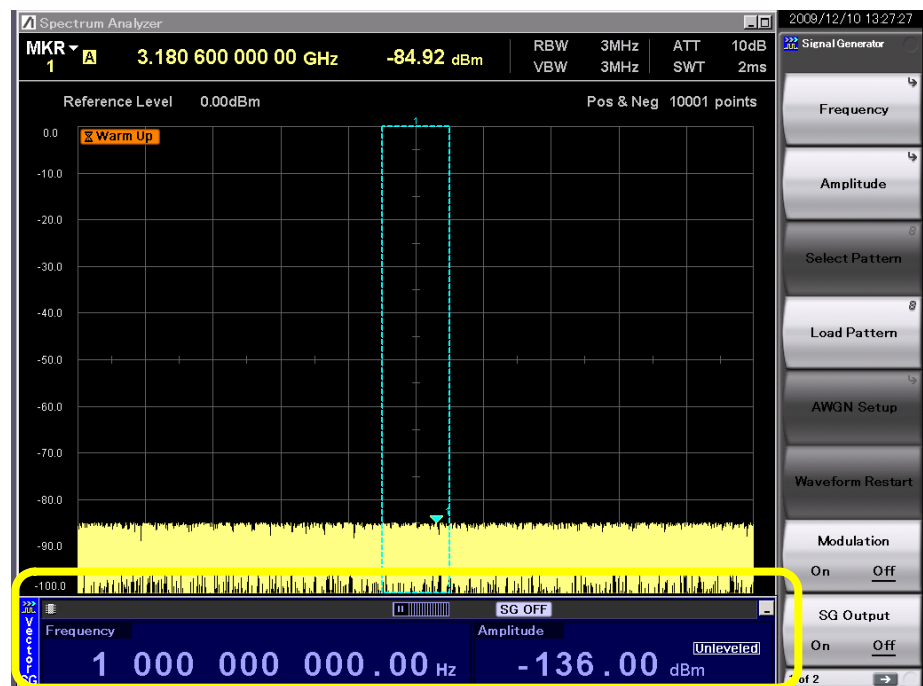 Spectrum Analyzer
2009/12/10 13:27:27
MKR 1 A 3.180 600 000 00 GHz -84.92 dBm
RBW 3MHz ATT 10dB
VBW 3MHz SWT 2ms
Signal Generator
Reference Level 0.00dBm Pos & Neg 10001 points
1
Warm Up
0.0
-10.0
-20.0
-30.0
-40.0
-50.0
-60.0
-70.0
-80.0
-90.0
-100.0
Frequency
Amplitude
Select Pattern
Load Pattern
AWGN Setup
Waveform Restart
Modulation
On Off
SG Output
On Off
1 of 2
Vector SG
SG OFF
Frequency
1 000 000 000.00 Hz
Amplitude
Unleveled
-136.00 dBm